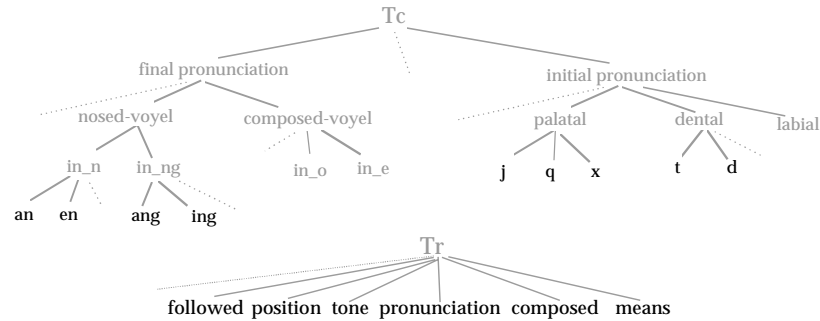 Tc
final pronunciation initial pronunciation
nosed-voyel composed-voyel palatal dental labial
in_n in_ng in_o in_e j q x t d
an en ang ing
Tr
followed position tone pronunciation composed means